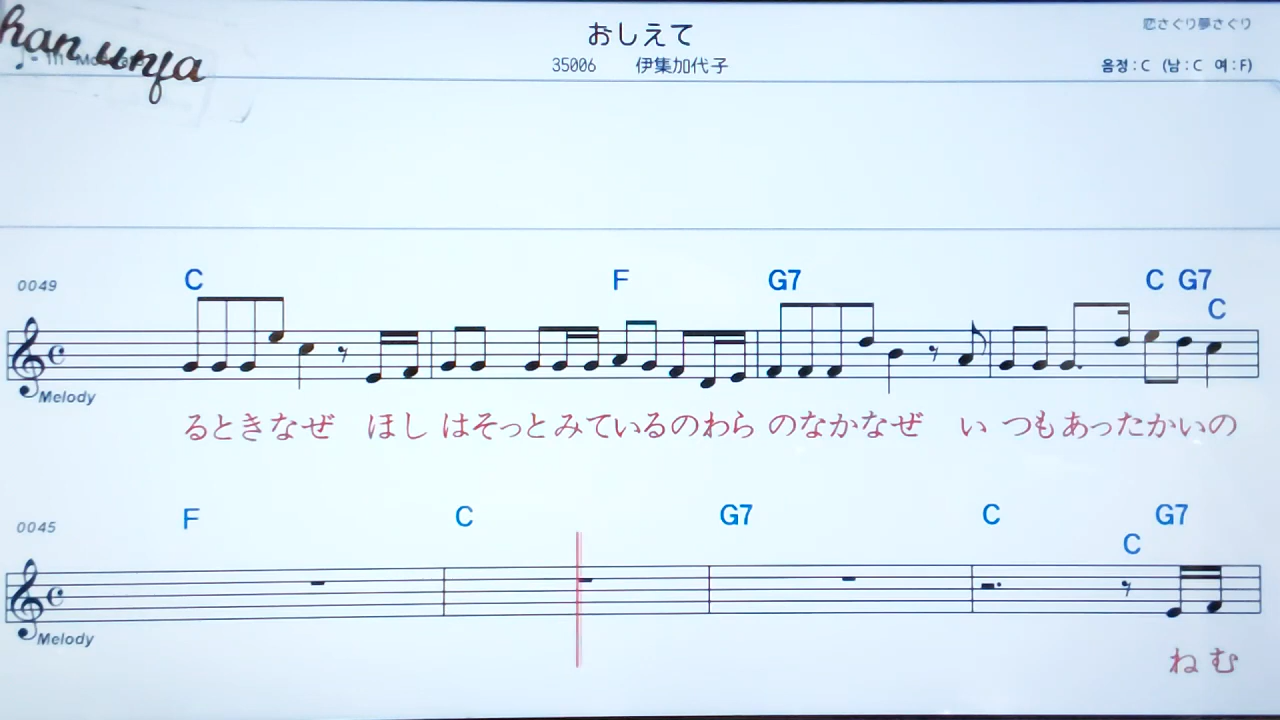 han unfa
おしえて
恋さぐり夢さぐり
35006 伊集加代子
음정:C (남:C 여:F)
0049
C F G7 C G7
C
Melody
るときなぜ ほし はそっとみているのわら のなかなぜ い つもあったかいの
0045
F C G7 C G7
C
Melody
ねむ